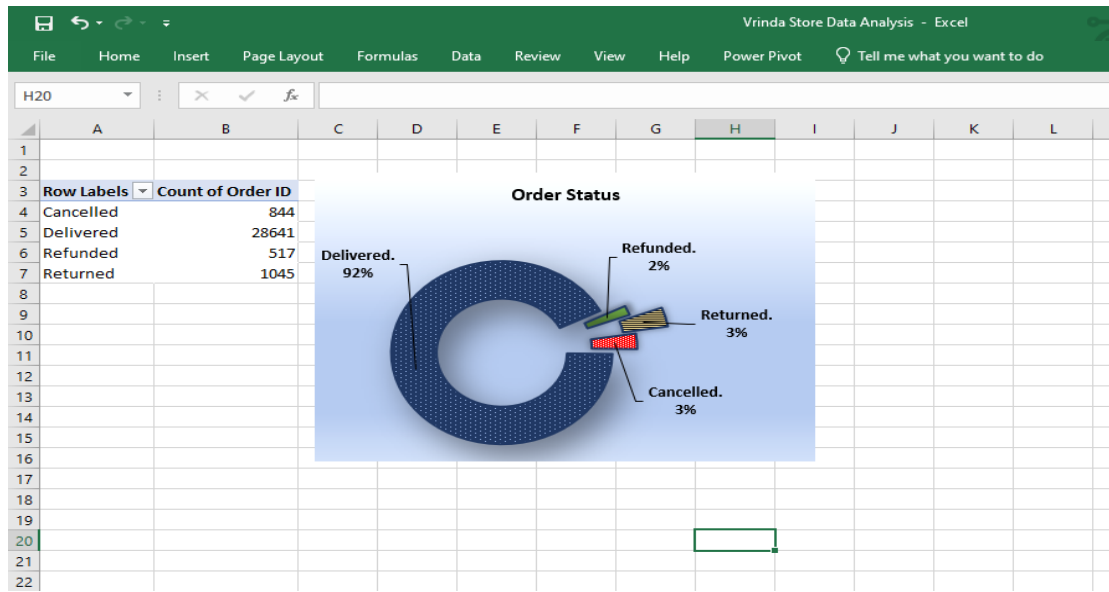 Vrinda Store Data Analysis - Excel
File Home Insert Page Layout Formulas Data Review View Help Power Pivot Tell me what you want to do
H20 fx
A B C D E F G H I J K L
1
2
3 Row Labels Count of Order ID
4 Cancelled 844
5 Delivered 28641
6 Refunded 517
7 Returned 1045
8
9
10
11
12
13
14
15
16
17
18
19
20
21
22
Order Status
Delivered.
92%
Refunded.
2%
Returned.
3%
Cancelled.
3%